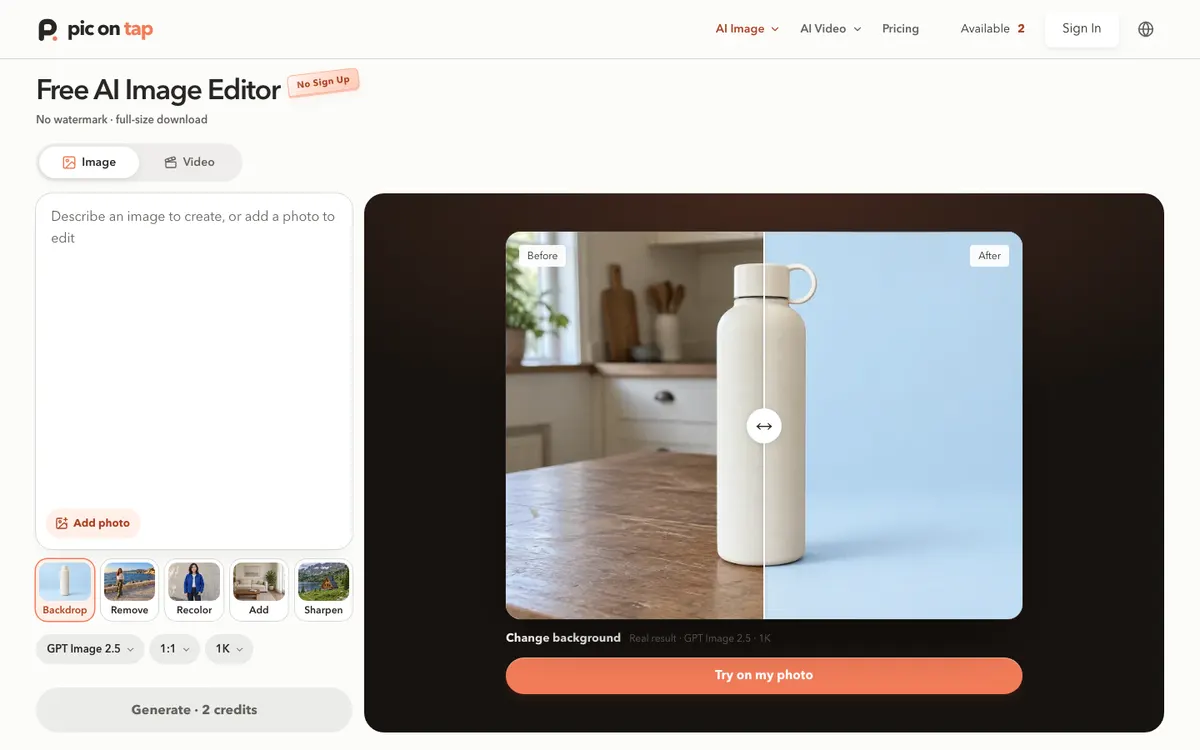 pic on tap
AI Image
AI Video
Pricing
Available 2
Sign In
Free AI Image Editor
No Sign Up
No watermark · full-size download
Image
Video
Describe an image to create, or add a photo to
edit
Add photo
Backdrop
Remove
Recolor
Add
Sharpen
GPT Image 2.5
1:1
1K
Generate · 2 credits
Before
After
Change background Real result · GPT Image 2.5 · 1K
Try on my photo